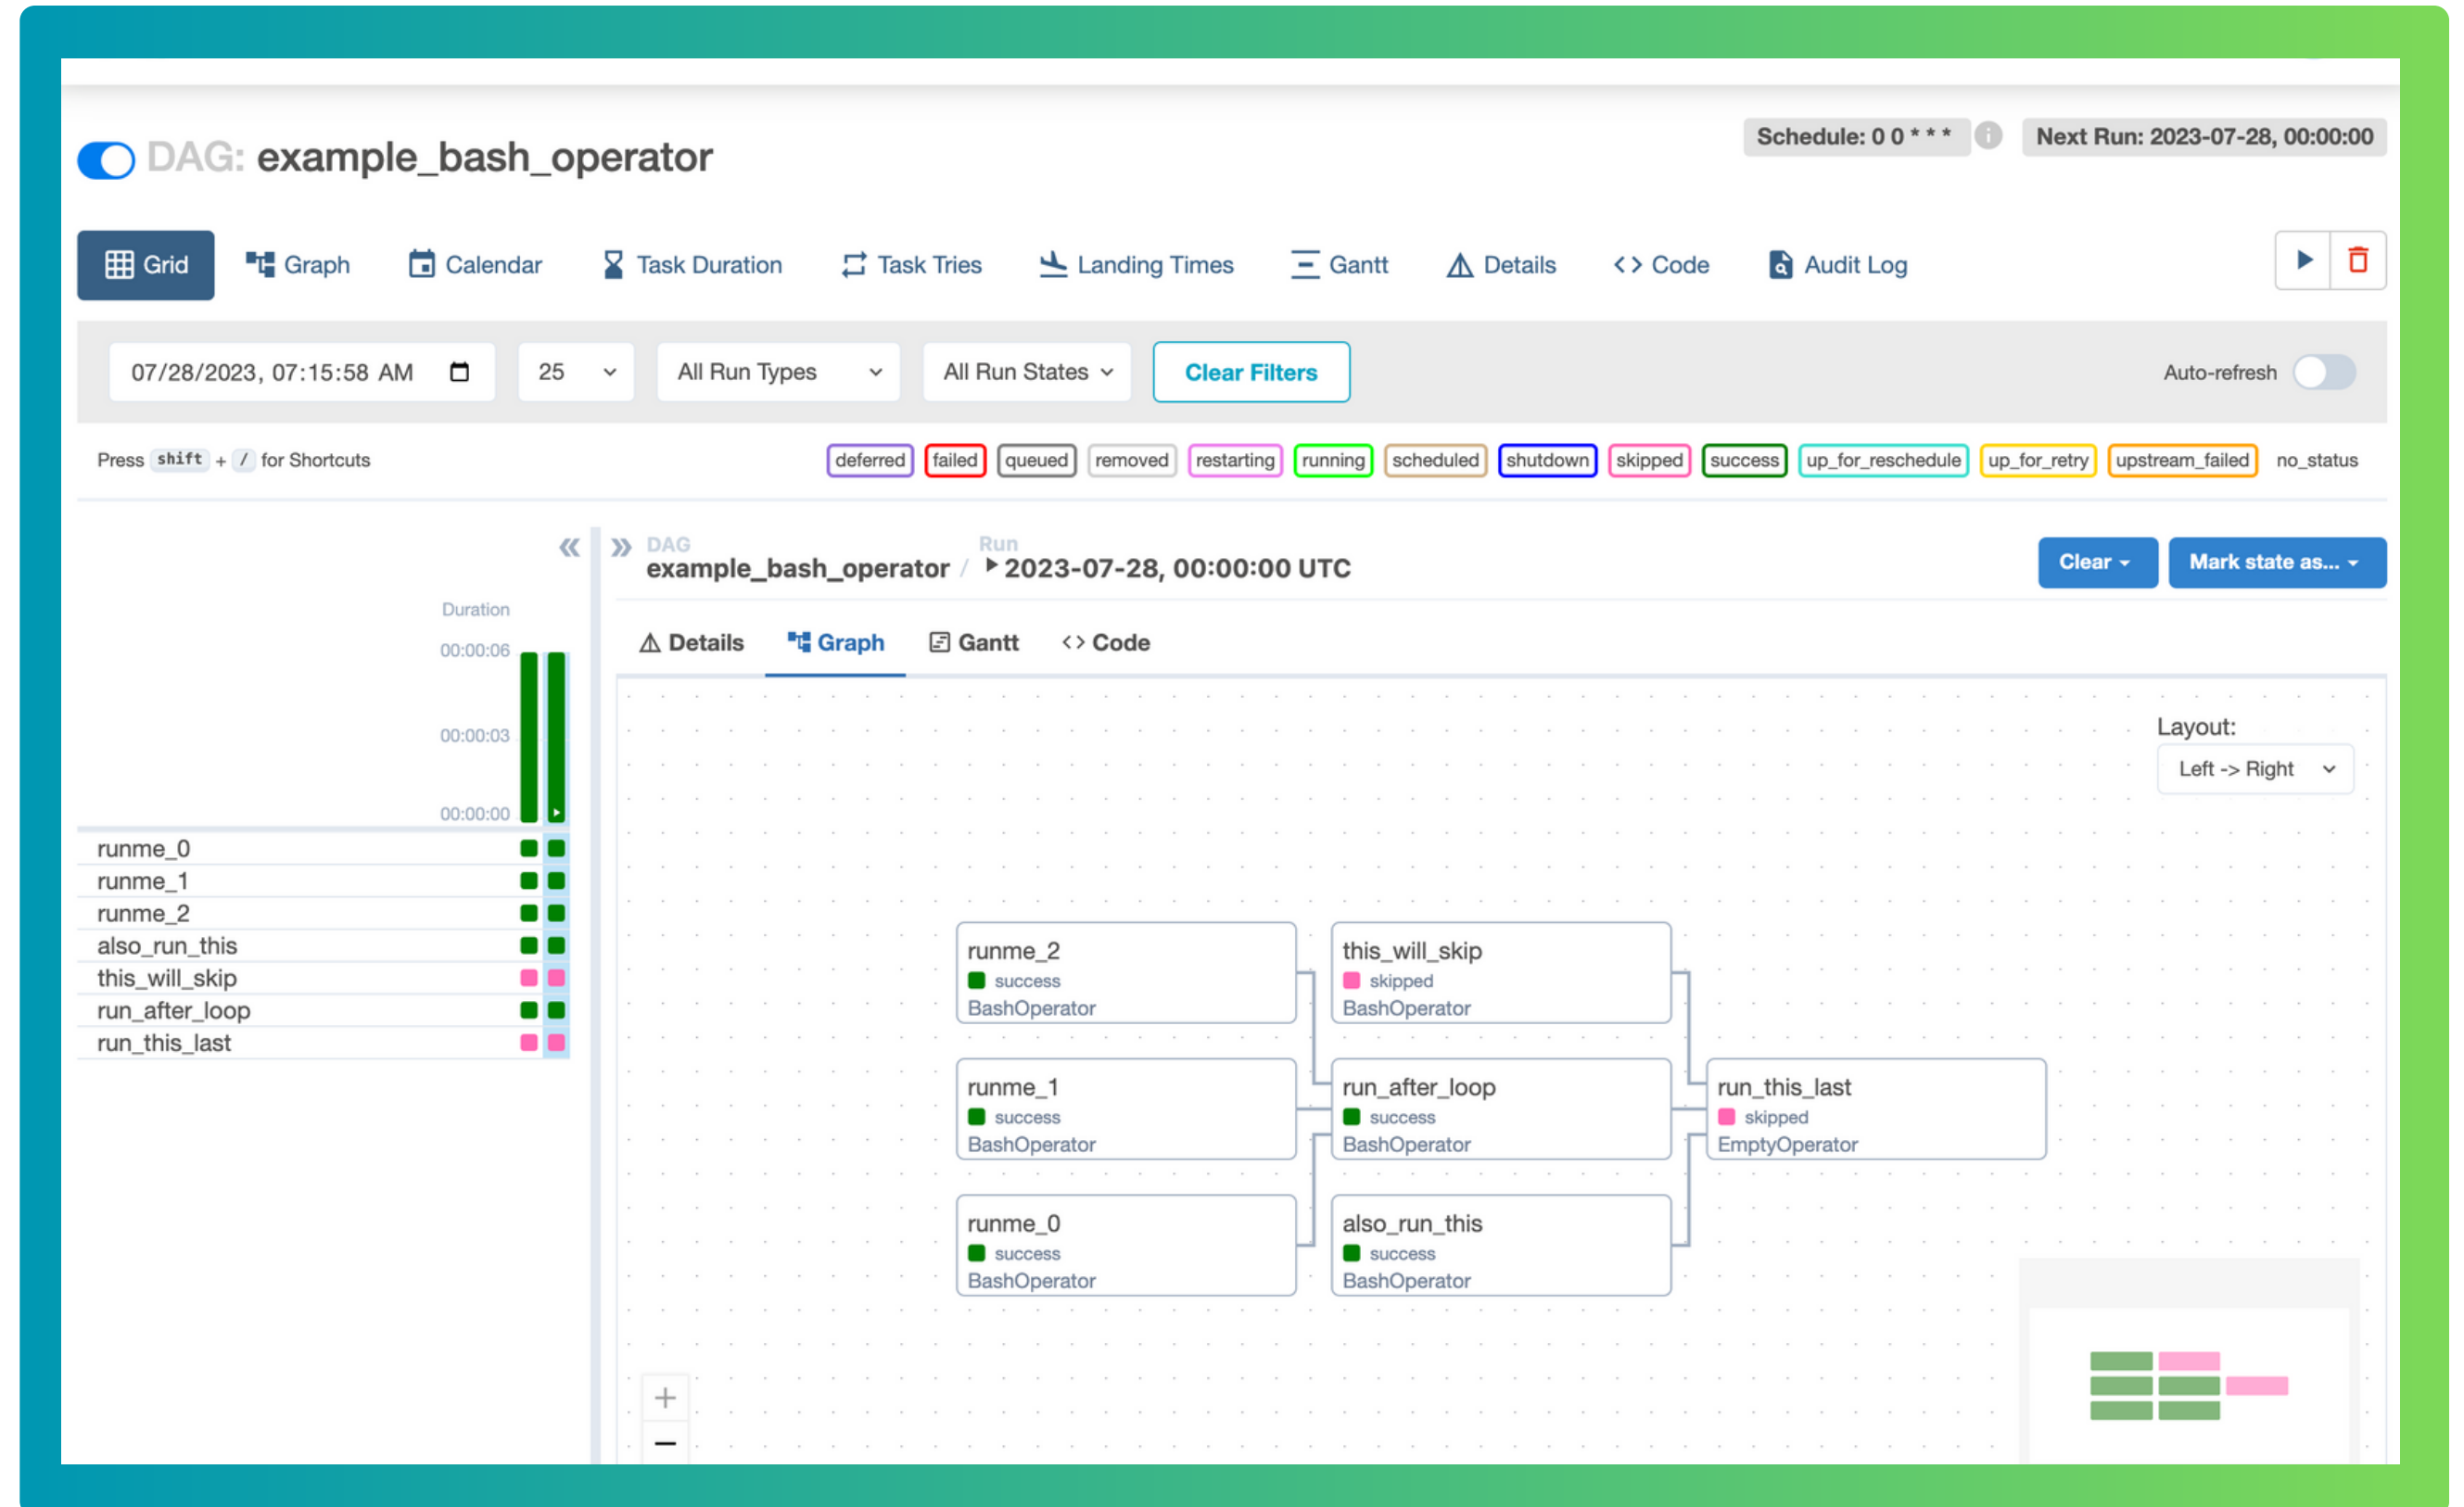 DAG: example_bash_operator
Schedule: 0 0 * * *
Next Run: 2023-07-28, 00:00:00
Grid
Graph
Calendar
Task Duration
Task Tries
Landing Times
Gantt
Details
<> Code
Audit Log
07/28/2023, 07:15:58 AM
25
All Run Types
All Run States
Clear Filters
Auto-refresh
Press shift + / for Shortcuts
deferred
failed
queued
removed
restarting
running
scheduled
shutdown
skipped
success
up_for_reschedule
up_for_retry
upstream_failed
no_status
DAG
example_bash_operator /
Run
2023-07-28, 00:00:00 UTC
Clear
Mark state as...
Duration
00:00:06
00:00:03
00:00:00
runme_0
runme_1
runme_2
also_run_this
this_will_skip
run_after_loop
run_this_last
Details
Graph
Gantt
<> Code
Layout:
Left -> Right
runme_2
success
BashOperator
this_will_skip
skipped
BashOperator
runme_1
success
BashOperator
run_after_loop
success
BashOperator
run_this_last
skipped
EmptyOperator
runme_0
success
BashOperator
also_run_this
success
BashOperator
+
−